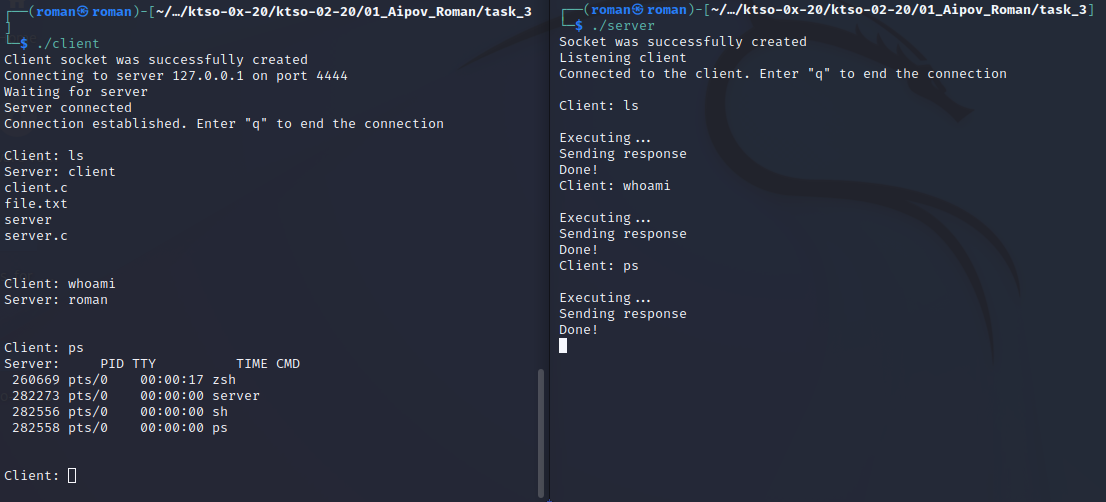 ┌──(roman㉿roman)-[~/…/ktso-0x-20/ktso-02-20/01_Aipov_Roman/task_3
]
└─$ ./client
Client socket was successfully created
Connecting to server 127.0.0.1 on port 4444
Waiting for server
Server connected
Connection established. Enter "q" to end the connection

Client: ls
Server: client
client.c
file.txt
server
server.c

Client: whoami
Server: roman

Client: ps
Server:     PID TTY          TIME CMD
 260669 pts/0    00:00:17 zsh
 282273 pts/0    00:00:00 server
 282556 pts/0    00:00:00 sh
 282558 pts/0    00:00:00 ps

Client:
┌──(roman㉿roman)-[~/…/ktso-0x-20/ktso-02-20/01_Aipov_Roman/task_3]
└─$ ./server
Socket was successfully created
Listening client
Connected to the client. Enter "q" to end the connection

Client: ls

Executing...
Sending response
Done!
Client: whoami

Executing...
Sending response
Done!
Client: ps

Executing...
Sending response
Done!